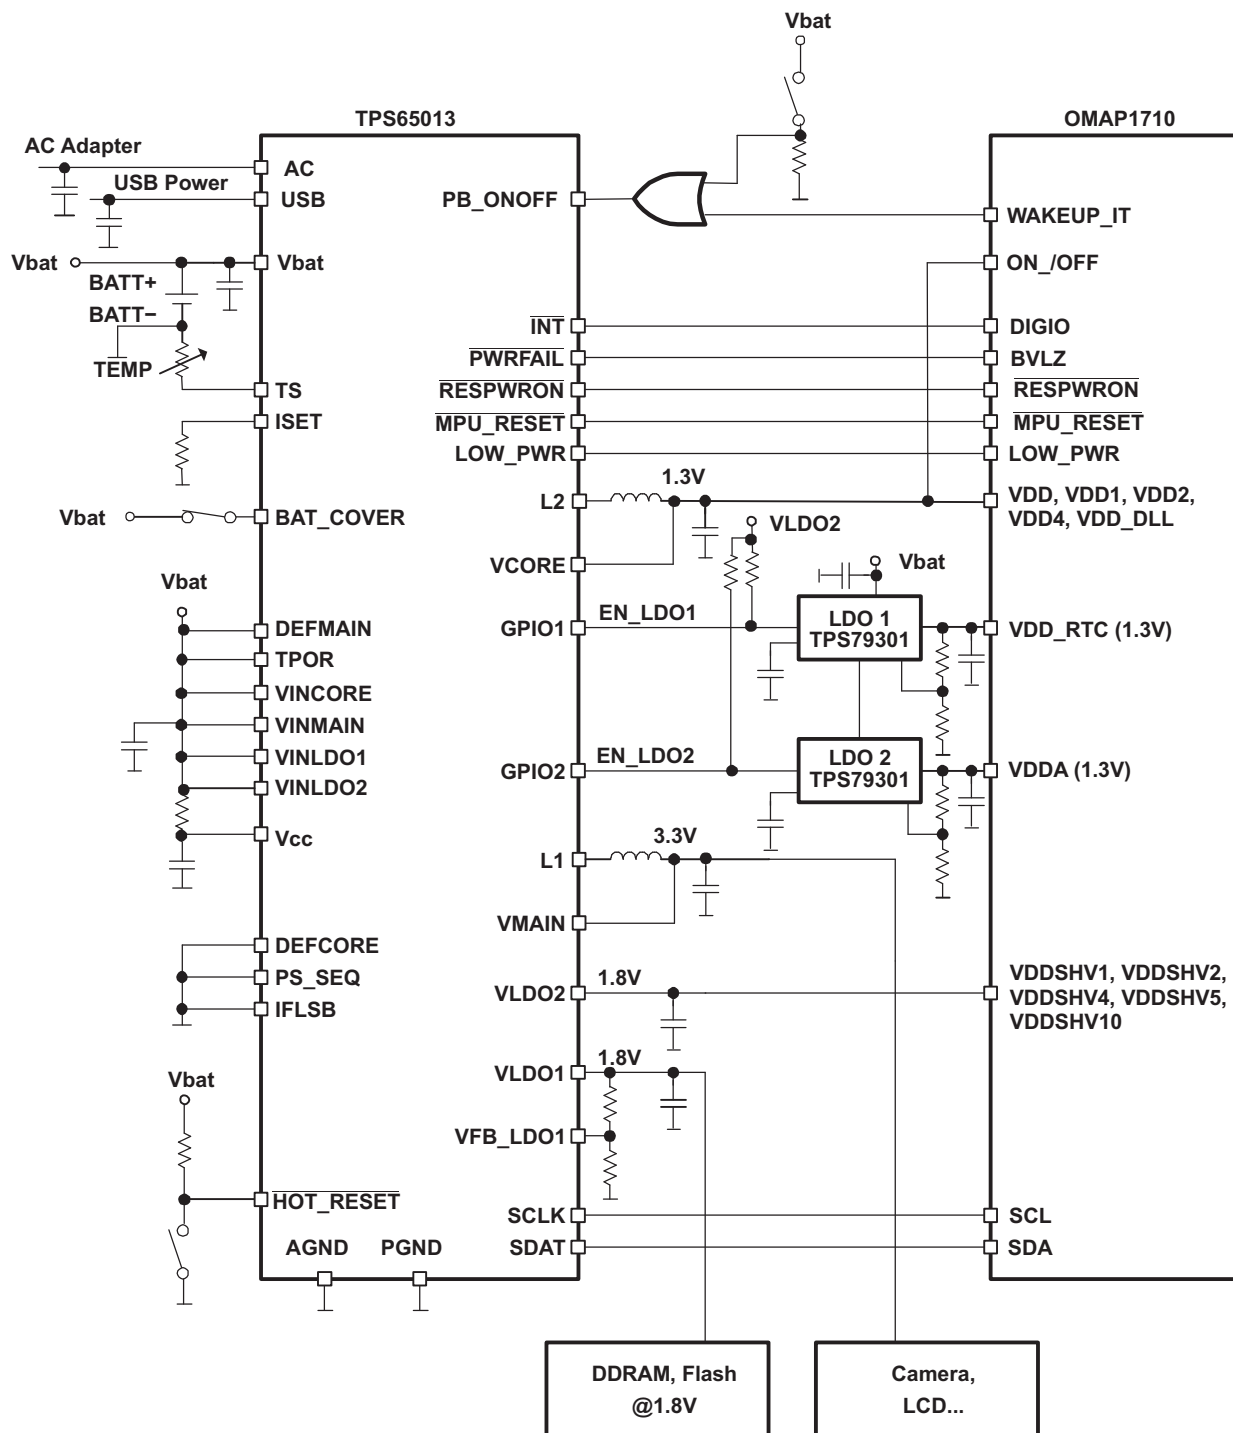 Vbat
TPS65013
OMAP1710
AC Adapter
AC
USB Power
USB
PB_ONOFF
WAKEUP_IT
Vbat
Vbat
ON_/OFF
BATT+
BATT−
INT
DIGIO
TEMP
PWRFAIL
BVLZ
TS
RESPWRON
RESPWRON
ISET
MPU_RESET
MPU_RESET
LOW_PWR
LOW_PWR
1.3V
L2
VDD, VDD1, VDD2,
VDD4, VDD_DLL
Vbat
BAT_COVER
VLDO2
VCORE
Vbat
Vbat
EN_LDO1
GPIO1
LDO 1
TPS79301
VDD_RTC (1.3V)
DEFMAIN
TPOR
VINCORE
VINMAIN
VINLDO1
VINLDO2
Vcc
EN_LDO2
GPIO2
LDO 2
TPS79301
VDDA (1.3V)
3.3V
L1
VMAIN
DEFCORE
PS_SEQ
IFLSB
1.8V
VLDO2
VDDSHV1, VDDSHV2,
VDDSHV4, VDDSHV5,
VDDSHV10
1.8V
VLDO1
Vbat
VFB_LDO1
HOT_RESET
SCLK
SCL
AGND
PGND
SDAT
SDA
DDRAM, Flash
@1.8V
Camera,
LCD...